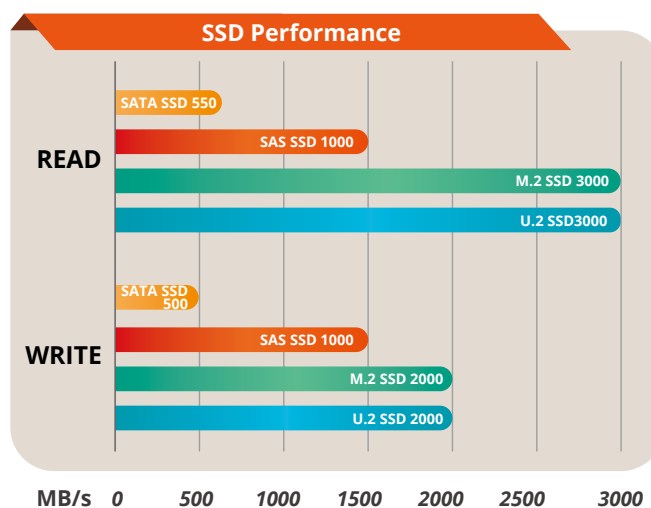 SSD Performance
READ
SATA SSD 550
SAS SSD 1000
M.2 SSD 3000
U.2 SSD3000
WRITE
SATA SSD
500
SAS SSD 1000
M.2 SSD 2000
U.2 SSD 2000
MB/s 0 500 1000 1500 2000 2500 3000